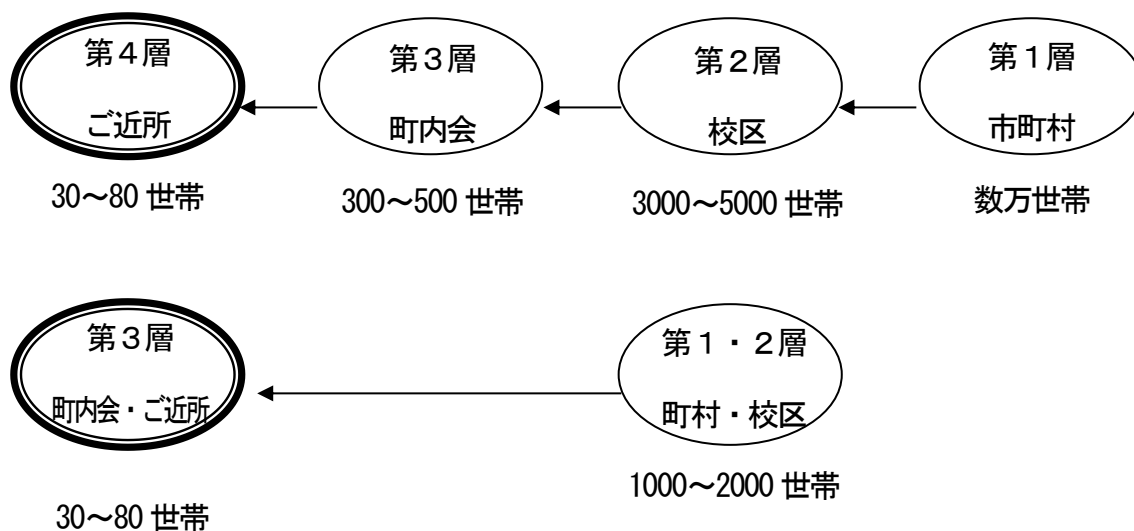 第４層
ご近所
30～80 世帯
第３層
町内会
300～500 世帯
第２層
校区
3000～5000 世帯
第１層
市町村
数万世帯
第３層
町内会・ご近所
30～80 世帯
第１・２層
町村・校区
1000～2000 世帯